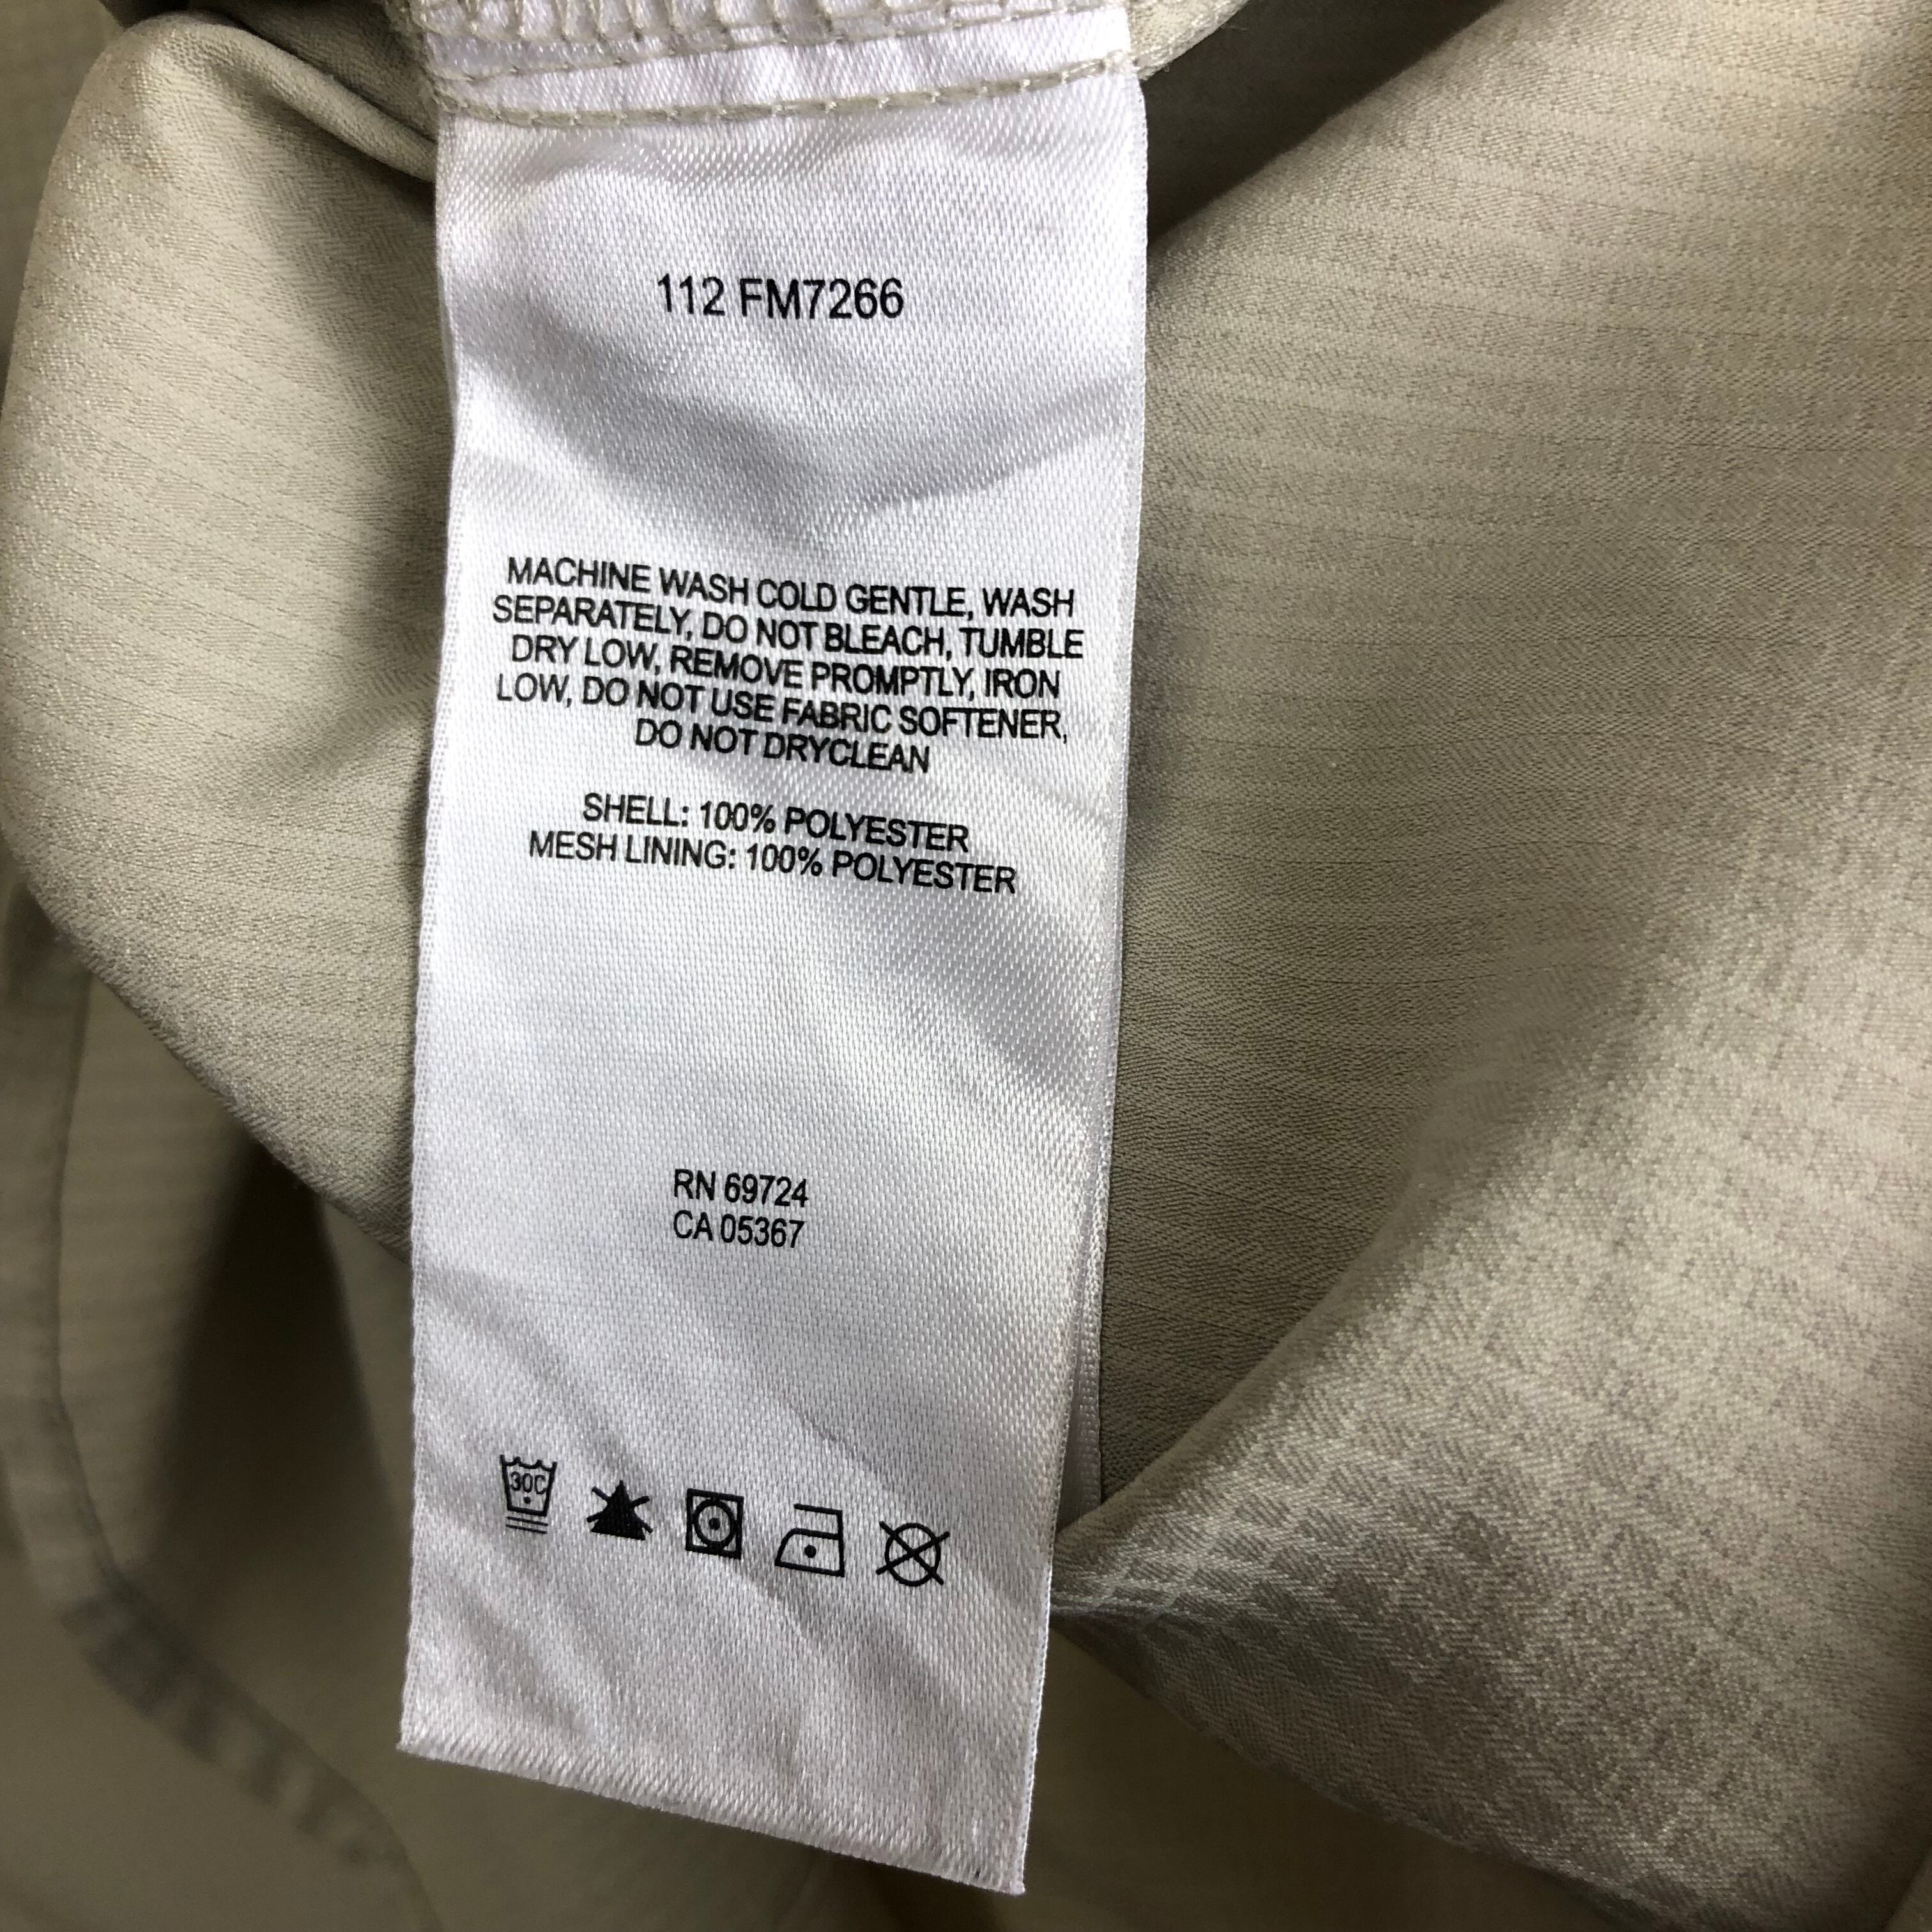 112 FM7266
MACHINE WASH COLD GENTLE, WASH
SEPARATELY, DO NOT BLEACH, TUMBLE
DRY LOW, REMOVE PROMPTLY, IRON
LOW, DO NOT USE FABRIC SOFTENER,
DO NOT DRYCLEAN
SHELL: 100% POLYESTER
MESH LINING: 100% POLYESTER
RN 69724
CA 05367
30C